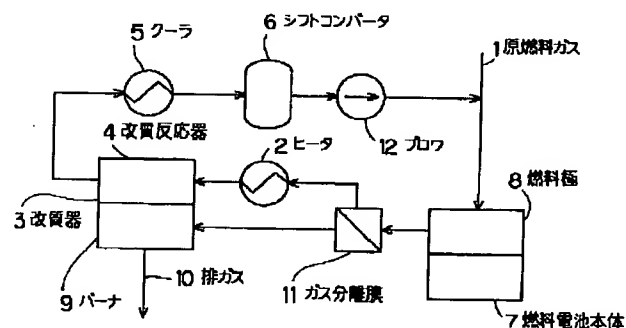 5 クーラ
6 シフトコンバータ
1 原燃料ガス
4 改質反応器
2 ヒータ
12 ブロワ
8 燃料極
3 改質器
10 排ガス
9 バーナ
11 ガス分離膜
7 燃料電池本体